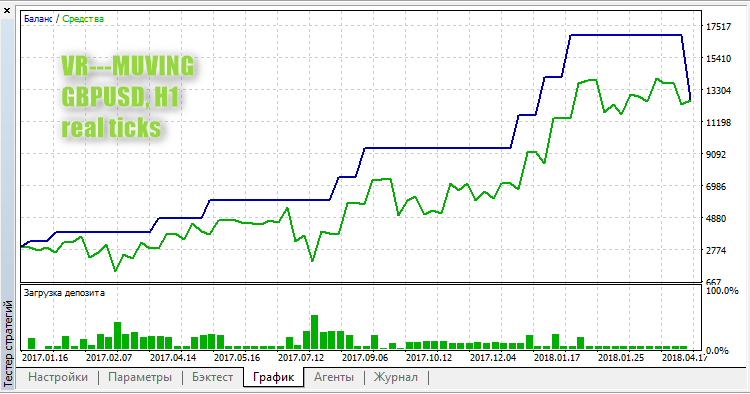 Баланс / Средства
VR---MUVING
GBPUSD, H1
real ticks
17517
15410
13304
11198
9092
6986
4880
2774
667
Загрузка депозита
100.0%
0.0%
2017.01.16 2017.02.07 2017.04.14 2017.05.16 2017.07.12 2017.09.06 2017.10.12 2017.12.04 2018.01.17 2018.01.25 2018.04.17
Тестер стратегий
Настройки Параметры Бэктест График Агенты Журнал